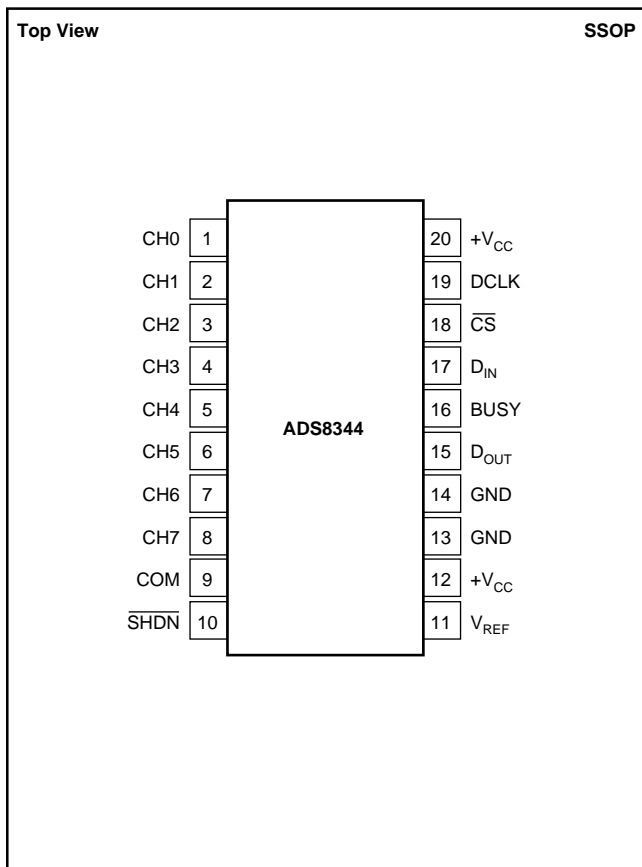 Top View SSOP
CH0 1 20 +VCC
CH1 2 19 DCLK
CH2 3 18 C̅S̅
CH3 4 17 DIN
CH4 5 16 BUSY
ADS8344
CH5 6 15 DOUT
CH6 7 14 GND
CH7 8 13 GND
COM 9 12 +VCC
S̅H̅D̅N̅ 10 11 VREF